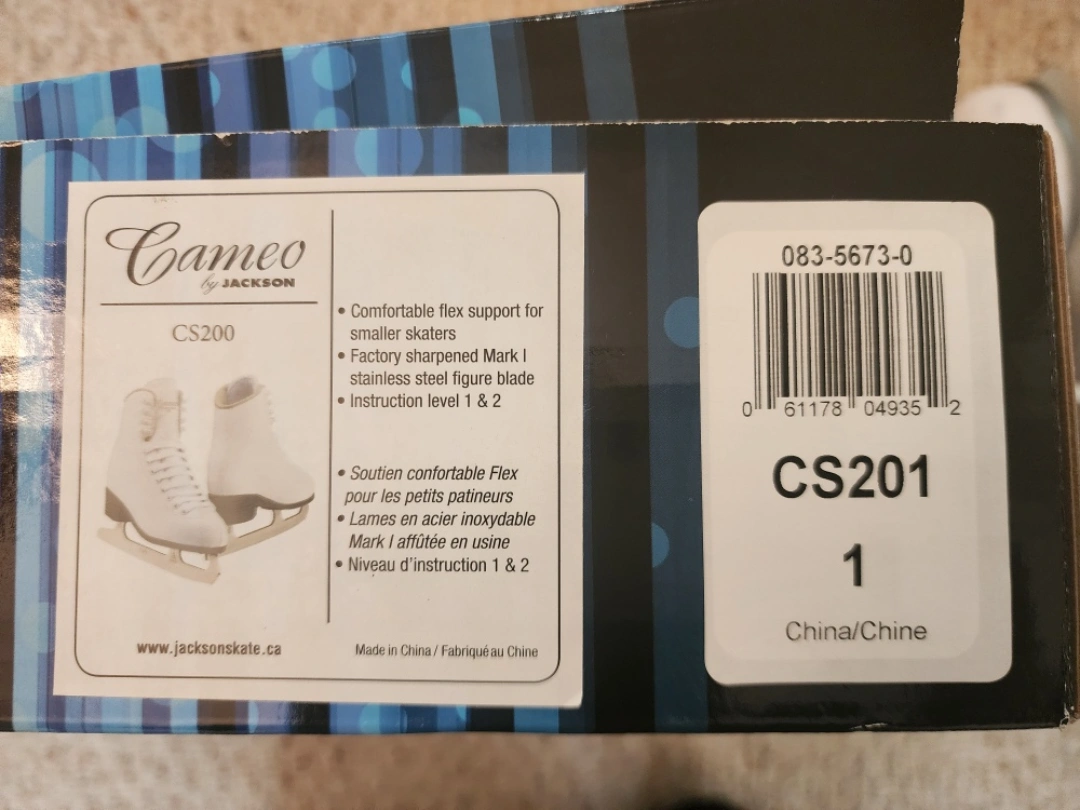 Cameo
by JACKSON
CS200
• Comfortable flex support for
smaller skaters
• Factory sharpened Mark I
stainless steel figure blade
• Instruction level 1 & 2
• Soutien confortable Flex
pour les petits patineurs
• Lames en acier inoxydable
Mark I affûtée en usine
• Niveau d'instruction 1 & 2
www.jacksonskate.ca
Made in China / Fabriqué au Chine
083-5673-0
0 61178 04935 2
CS201
1
China/Chine